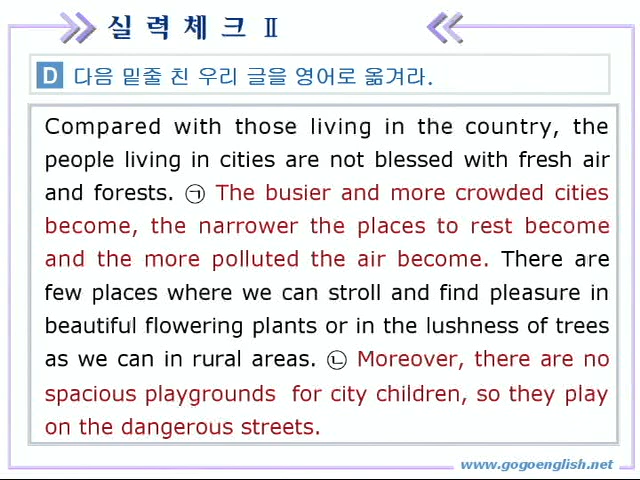 실 력 체 크 Ⅱ
D 다음 밑줄 친 우리 글을 영어로 옮겨라.
Compared with those living in the country, the
people living in cities are not blessed with fresh air
and forests. ㉠ The busier and more crowded cities
become, the narrower the places to rest become
and the more polluted the air become. There are
few places where we can stroll and find pleasure in
beautiful flowering plants or in the lushness of trees
as we can in rural areas. ㉡ Moreover, there are no
spacious playgrounds for city children, so they play
on the dangerous streets.
www.gogoenglish.net